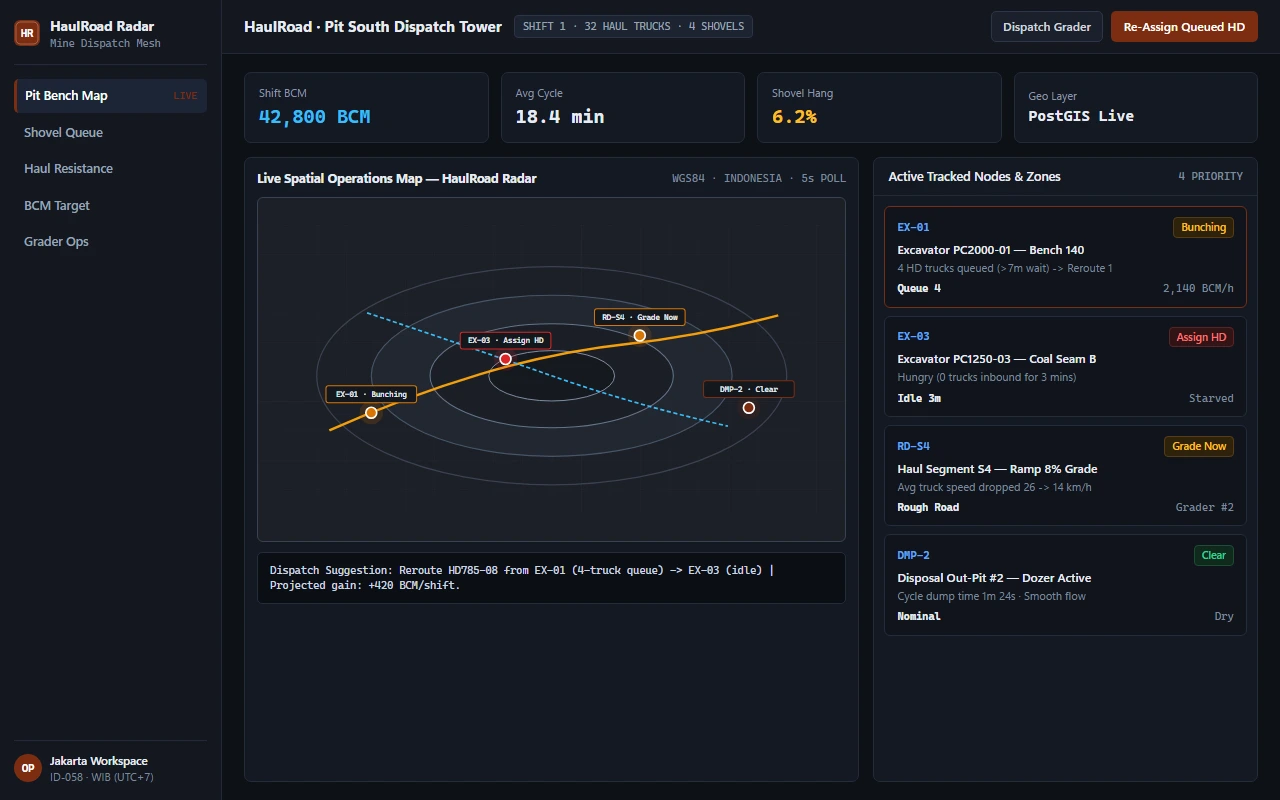 HR
HaulRoad Radar
Mine Dispatch Mesh
Pit Bench Map
LIVE
Shovel Queue
Haul Resistance
BCM Target
Grader Ops
OP
Jakarta Workspace
ID-058 · WIB (UTC+7)
HaulRoad · Pit South Dispatch Tower
SHIFT 1 · 32 HAUL TRUCKS · 4 SHOVELS
Dispatch Grader
Re-Assign Queued HD
Shift BCM
42,800 BCM
Avg Cycle
18.4 min
Shovel Hang
6.2%
Geo Layer
PostGIS Live
Live Spatial Operations Map — HaulRoad Radar
WGS84 · INDONESIA · 5s POLL
RD-S4 · Grade Now
EX-03 · Assign HD
DMP-2 · Clear
EX-01 · Bunching
Dispatch Suggestion: Reroute HD785-08 from EX-01 (4-truck queue) -> EX-03 (idle) |
Projected gain: +420 BCM/shift.
Active Tracked Nodes & Zones
4 PRIORITY
EX-01
Bunching
Excavator PC2000-01 — Bench 140
4 HD trucks queued (>7m wait) -> Reroute 1
Queue 4
2,140 BCM/h
EX-03
Assign HD
Excavator PC1250-03 — Coal Seam B
Hungry (0 trucks inbound for 3 mins)
Idle 3m
Starved
RD-S4
Grade Now
Haul Segment S4 — Ramp 8% Grade
Avg truck speed dropped 26 -> 14 km/h
Rough Road
Grader #2
DMP-2
Clear
Disposal Out-Pit #2 — Dozer Active
Cycle dump time 1m 24s · Smooth flow
Nominal
Dry